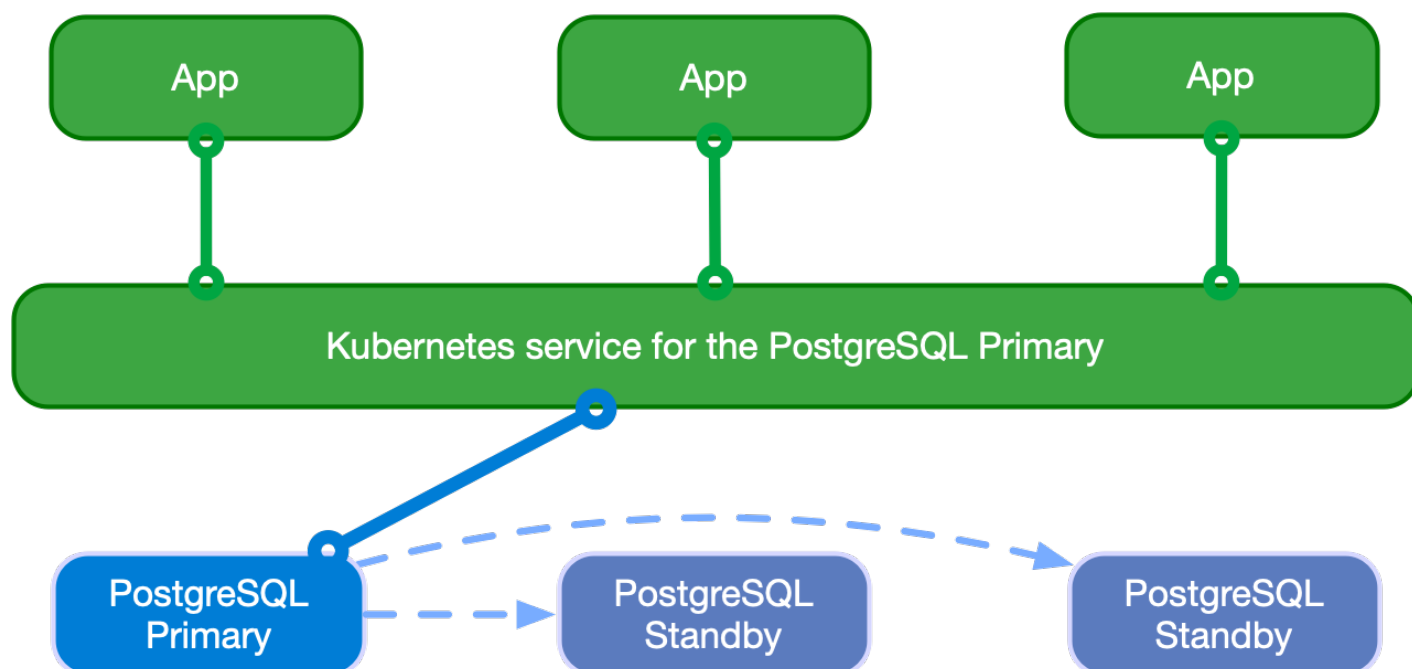 App
App
App
Kubernetes service for the PostgreSQL Primary
PostgreSQL
Primary
PostgreSQL
Standby
PostgreSQL
Standby